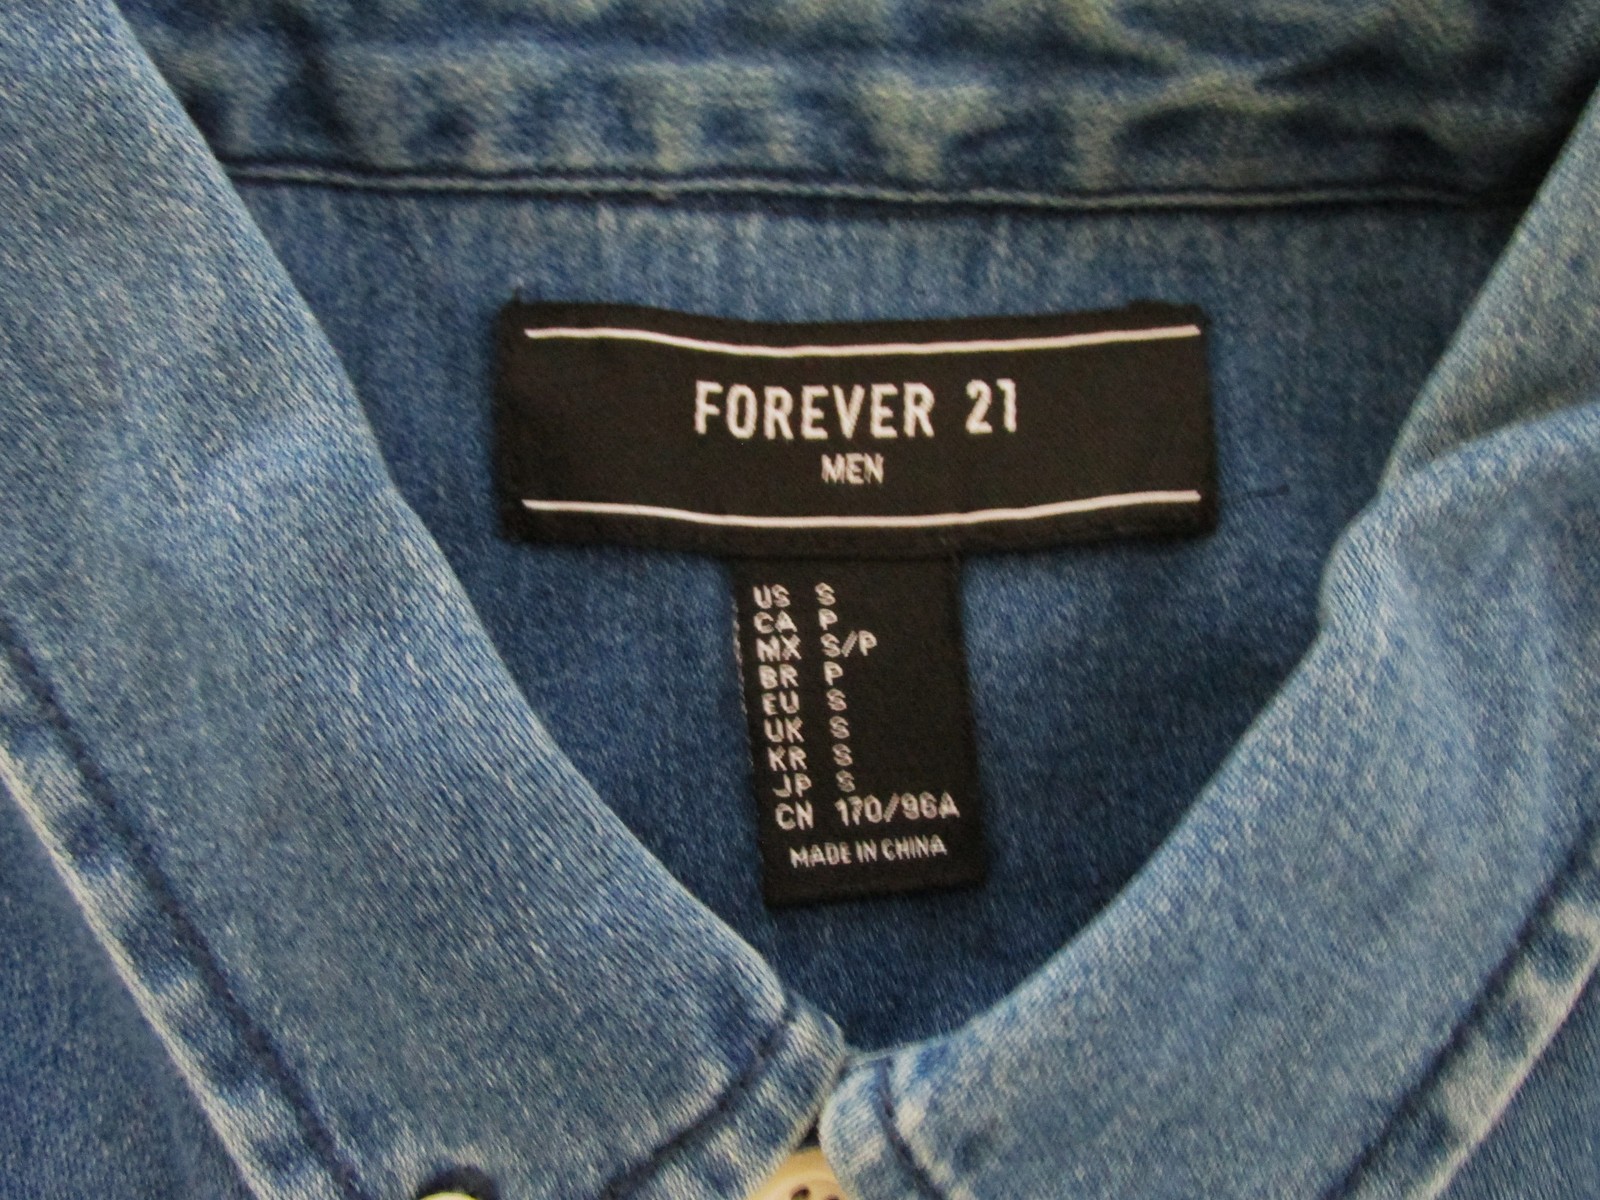 FOREVER 21
MEN
US S
CA P
MX S/P
BR P
EU S
UK S
KR S
JP S
CN 170/96A
MADE IN CHINA